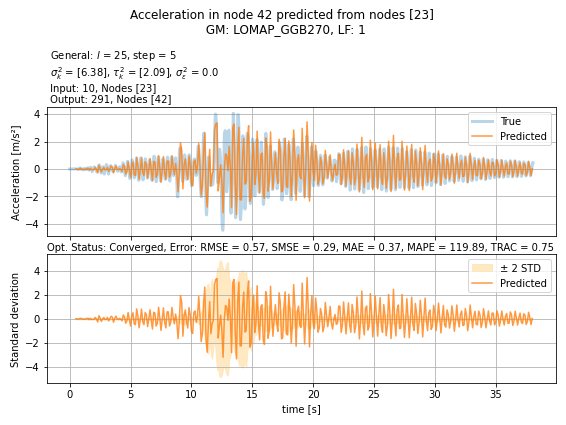 Acceleration in node 42 predicted from nodes [23]
GM: LOMAP_GGB270, LF: 1
General: l = 25, step = 5
σ²ₖ = [6.38], τ²ₖ = [2.09], σ²ε = 0.0
Input: 10, Nodes [23]
Output: 291, Nodes [42]
Acceleration [m/s²]
4
2
0
−2
−4
True
Predicted
Opt. Status: Converged, Error: RMSE = 0.57, SMSE = 0.29, MAE = 0.37, MAPE = 119.89, TRAC = 0.75
Standard deviation
4
2
0
−2
−4
± 2 STD
Predicted
0 5 10 15 20 25 30 35
time [s]